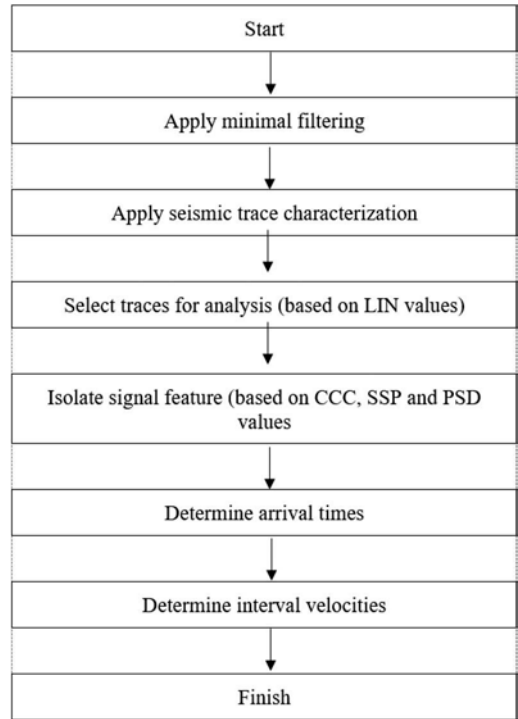 Start
Apply minimal filtering
Apply seismic trace characterization
Select traces for analysis (based on LIN values)
Isolate signal feature (based on CCC, SSP and PSD
values
Determine arrival times
Determine interval velocities
Finish